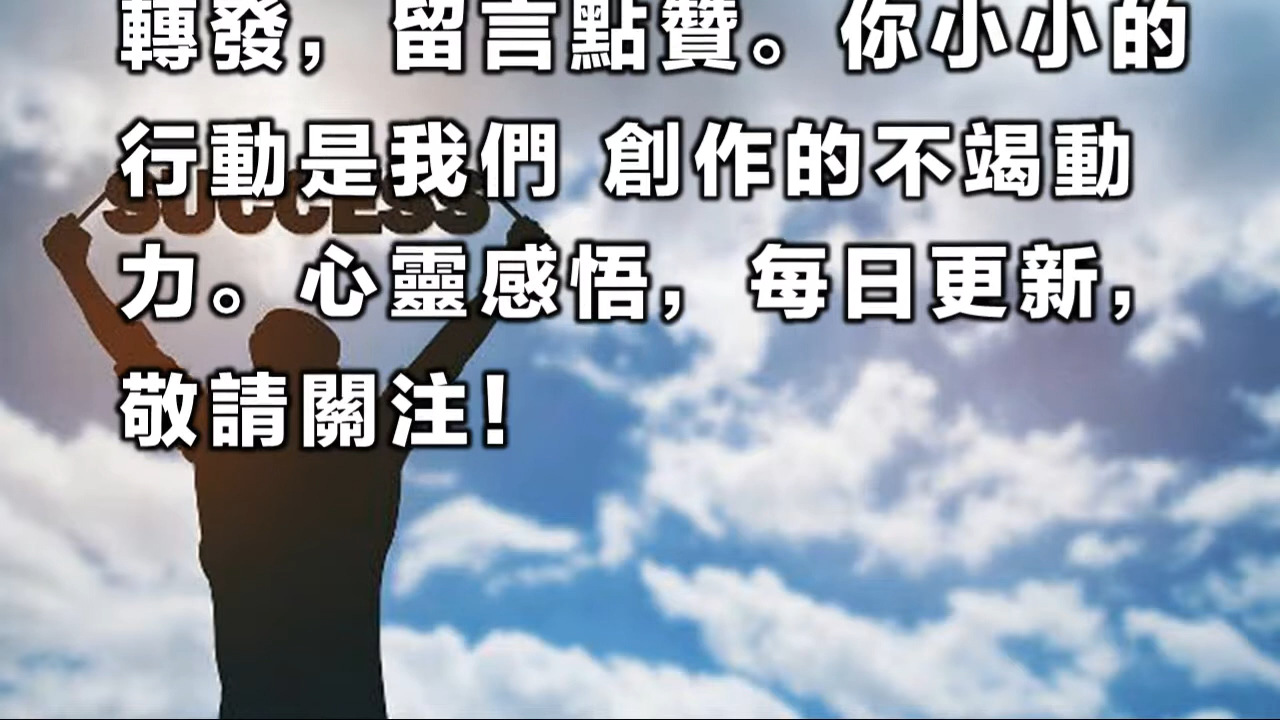 轉發，留言點贊。你小小的
行動是我們 創作的不竭動
SUCCESS
力。心靈感悟，每日更新，
敬請關注！